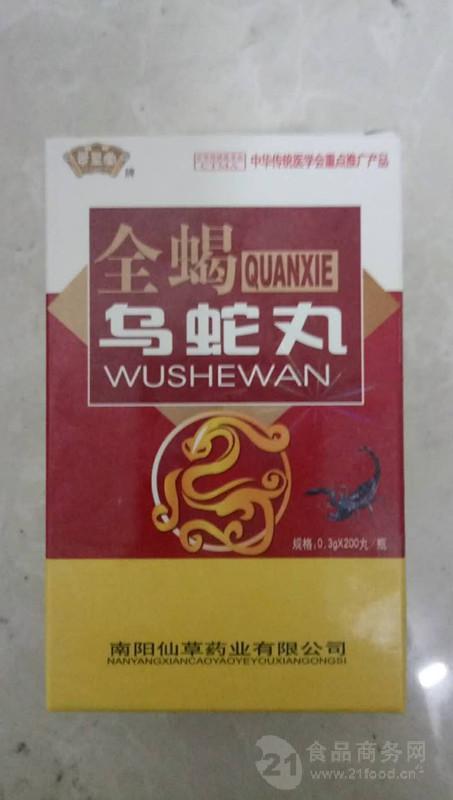 牌
中华传统医学会重点推广产品
全蝎 QUANXIE
乌蛇丸
WUSHEWAN
规格:0.3gX200丸/瓶
南阳仙草药业有限公司
NANYANGXIANCAOYAOYEYOUXIANGONGSI
21 食品商务网
www.21food.cn